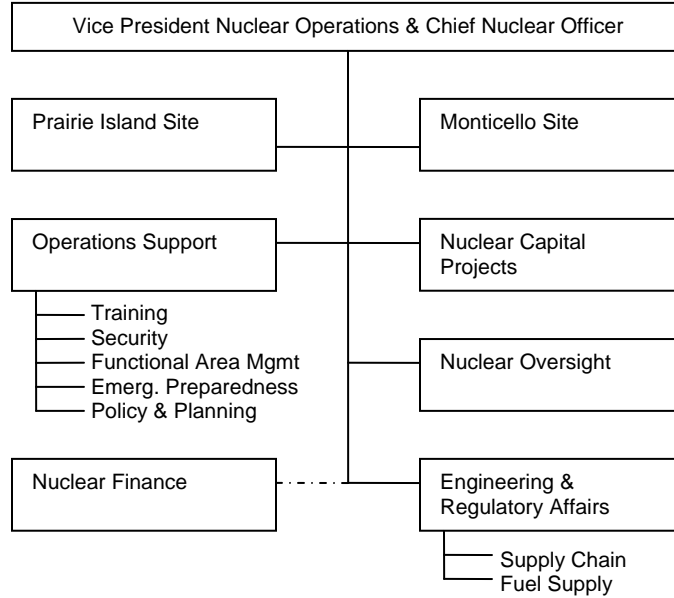 Vice President Nuclear Operations & Chief Nuclear Officer
Prairie Island Site
Monticello Site
Operations Support
Nuclear Capital
Projects
Training
Security
Functional Area Mgmt
Emerg. Preparedness
Policy & Planning
Nuclear Oversight
Nuclear Finance
Engineering &
Regulatory Affairs
Supply Chain
Fuel Supply